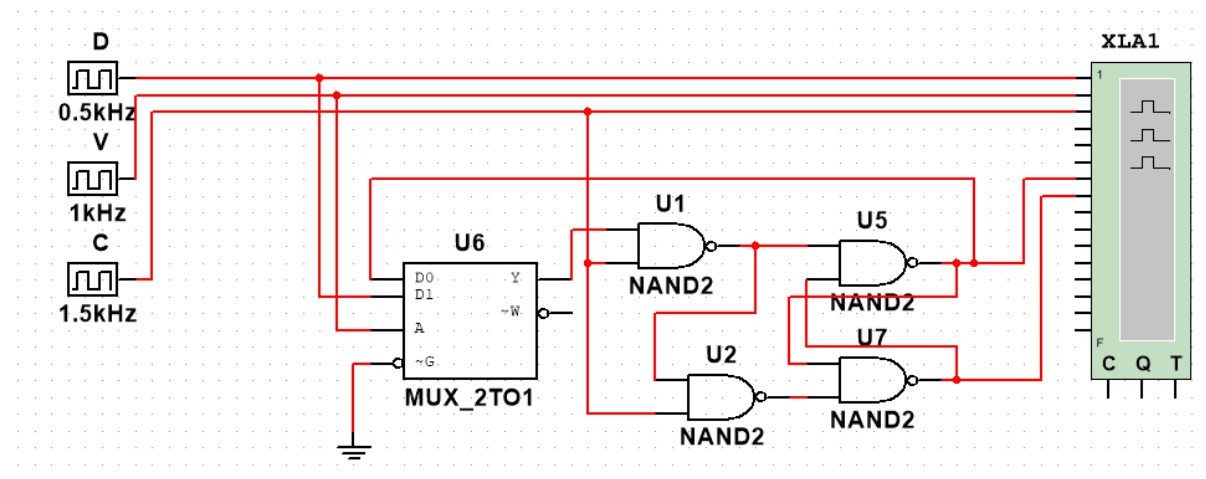 D
0.5kHz
V
1kHz
C
1.5kHz
U6
D0
D1
A
~G
Y
~W
MUX_2TO1
U1
NAND2
U2
NAND2
U5
NAND2
U7
NAND2
XLA1
1
F
C Q T